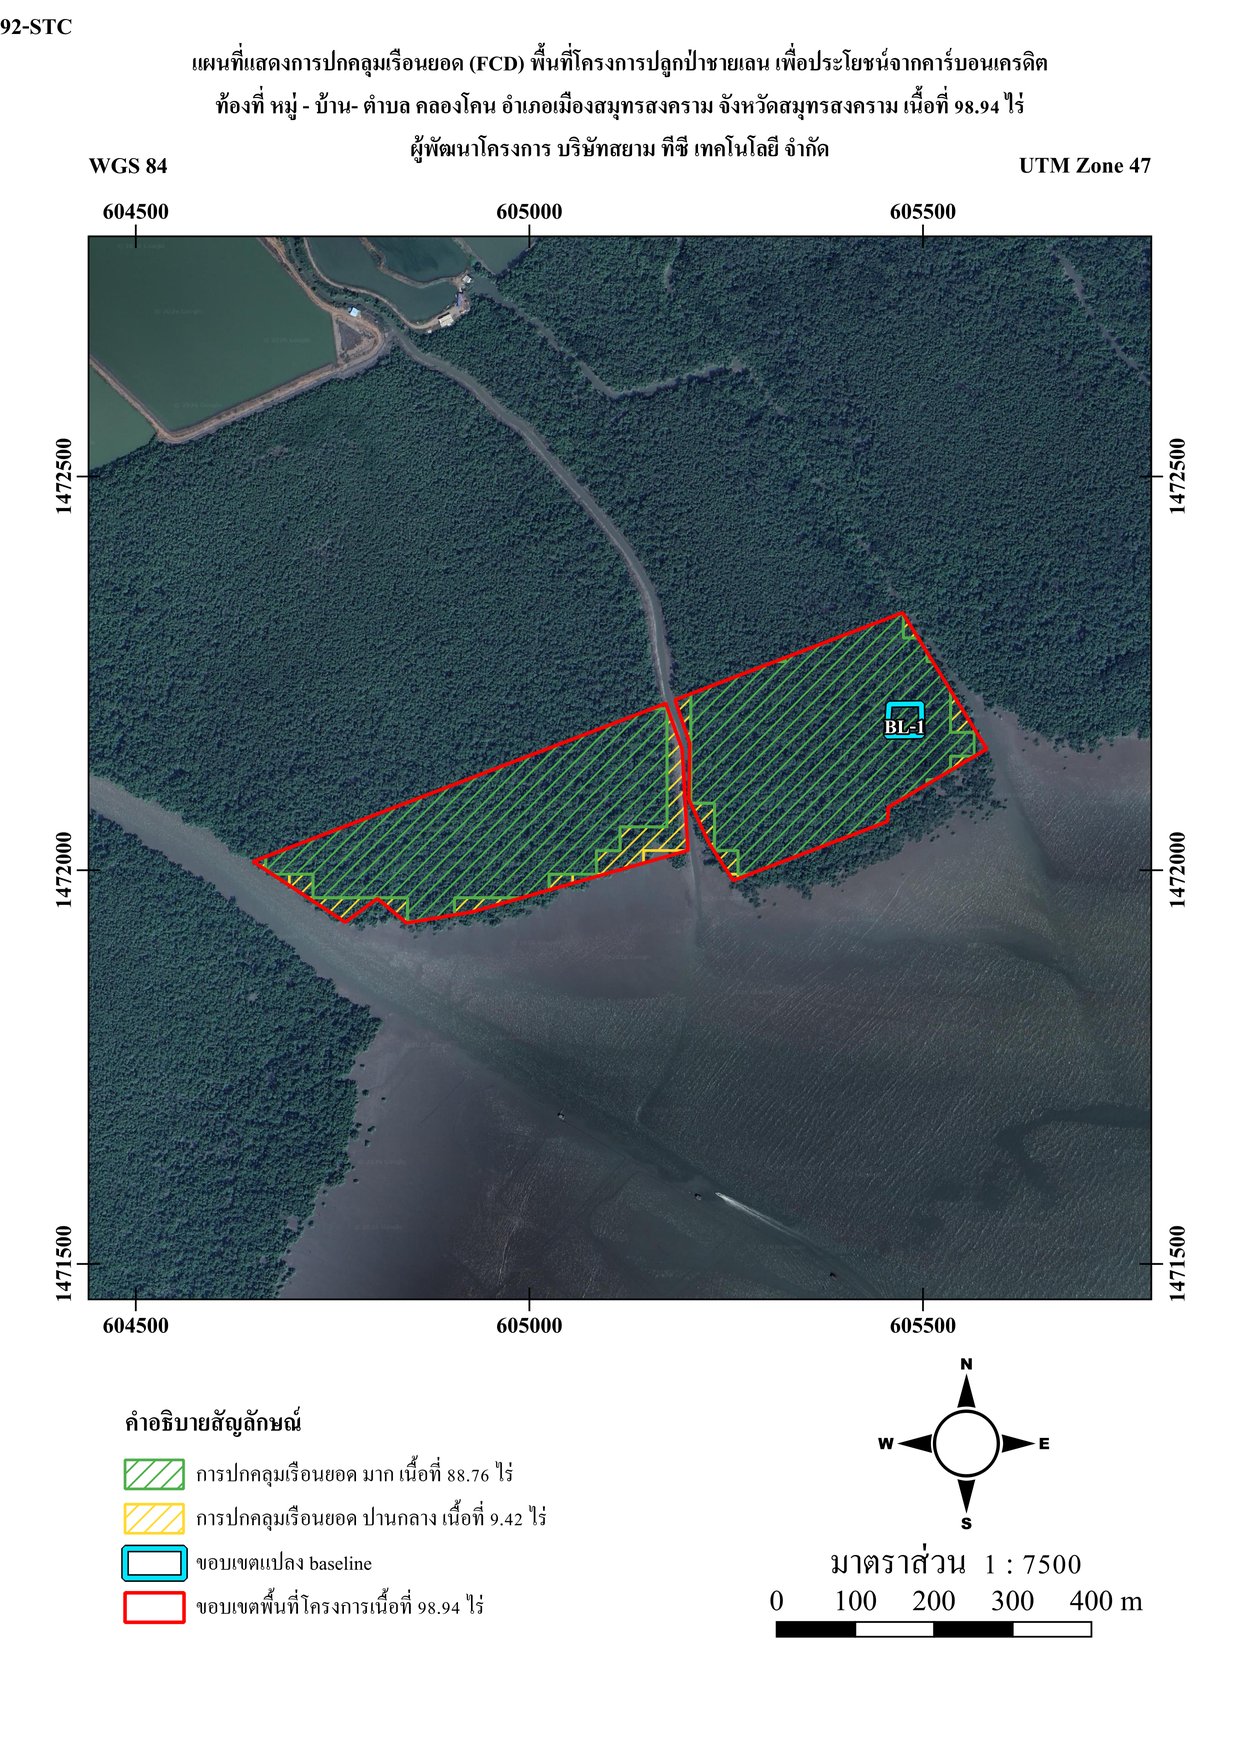 92-STC
แผนที่แสดงการปกคลุมเรือนยอด (FCD) พื้นที่โครงการปลูกป่าชายเลน เพื่อประโยชน์จากคาร์บอนเครดิต
ท้องที่ หมู่ - บ้าน- ตำบล คลองโคน อำเภอเมืองสมุทรสงคราม จังหวัดสมุทรสงคราม เนื้อที่ 98.94 ไร่
ผู้พัฒนาโครงการ บริษัทสยาม ทีซี เทคโนโลยี จำกัด
WGS 84
UTM Zone 47
604500 605000 605500
1472500 1472500
BL-1
1472000 1472000
1471500 1471500
604500 605000 605500
คำอธิบายสัญลักษณ์
การปกคลุมเรือนยอด มาก เนื้อที่ 88.76 ไร่
การปกคลุมเรือนยอด ปานกลาง เนื้อที่ 9.42 ไร่
ขอบเขตแปลง baseline
ขอบเขตพื้นที่โครงการเนื้อที่ 98.94 ไร่
N
W E
S
มาตราส่วน 1 : 7500
0 100 200 300 400 m